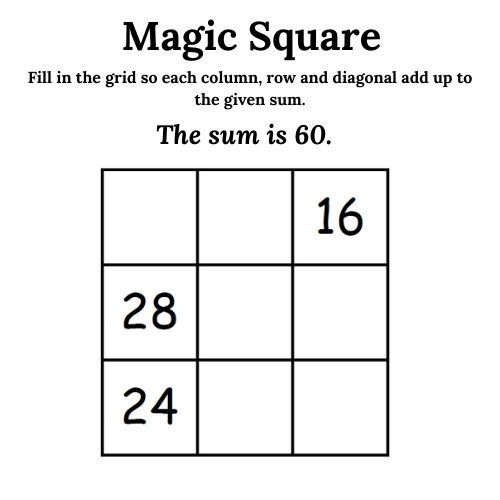 Magic Square
Fill in the grid so each column, row and diagonal add up to
the given sum.
The sum is 60.
16
28
24